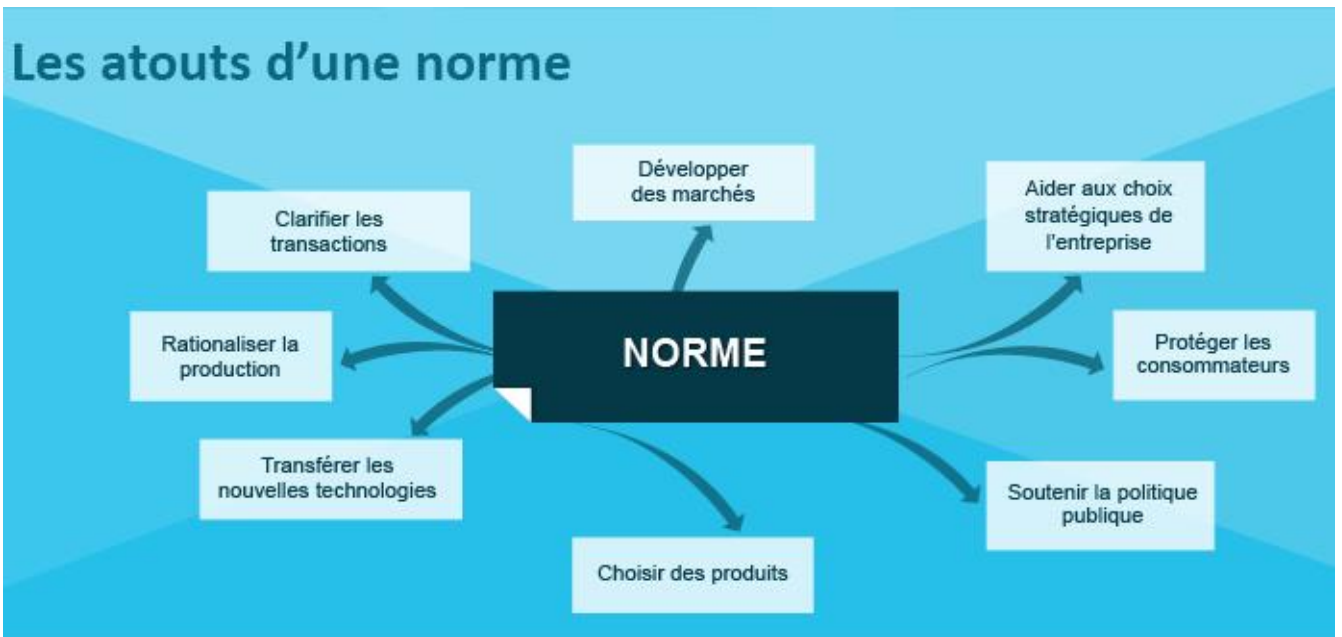 Les atouts d’une norme
Développer
des marchés
Aider aux choix
stratégiques de
l’entreprise
Clarifier les
transactions
Rationaliser la
production
NORME
Protéger les
consommateurs
Transférer les
nouvelles technologies
Soutenir la politique
publique
Choisir des produits